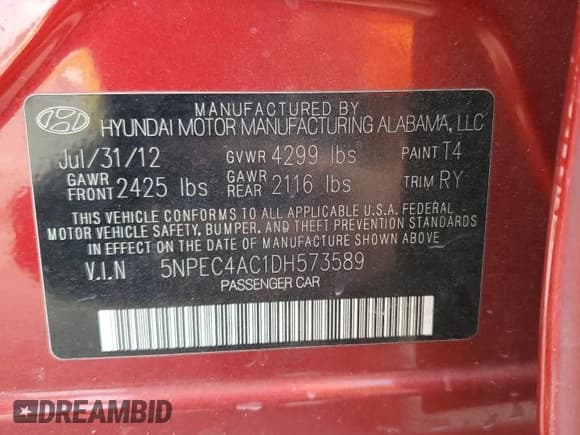 MANUFACTURED BY
HYUNDAI MOTOR MANUFACTURING ALABAMA, LLC
Jul/31/12 GVWR 4299 lbs PAINT T4
GAWR FRONT 2425 lbs GAWR REAR 2116 lbs TRIM RY
THIS VEHICLE CONFORMS TO ALL APPLICABLE U.S.A. FEDERAL
MOTOR VEHICLE SAFETY, BUMPER, AND THEFT PREVENTION STANDARDS
IN EFFECT ON THE DATE OF MANUFACTURE SHOWN ABOVE.
V.I.N 5NPEC4AC1DH573589
PASSENGER CAR
DREAMBID